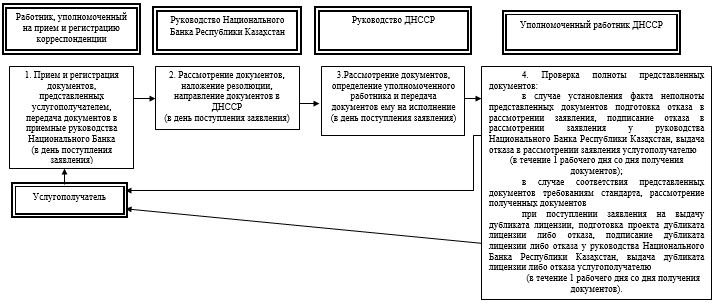 Работник, уполномоченный
на прием и регистрацию
корреспонденции
Руководство Национального
Банка Республики Казахстан
Руководство ДНССР
Уполномоченный работник ДНССР
1. Прием и регистрация
документов,
представленных
услугополучателем,
передача документов в
приемные руководства
Национального Банка
(в день поступления
заявления)
2. Рассмотрение документов,
наложение резолюции,
направление документов в
ДНССР
(в день поступления заявления)
3.Рассмотрение документов,
определение уполномоченного
работника и передача
документов ему на исполнение
(в день поступления заявления)
4. Проверка полноты представленных
документов:
в случае установления факта неполноты
представленных документов подготовка отказа в
рассмотрении заявления, подписание отказа в
рассмотрении заявления у руководства
Национального Банка Республики Казахстан, выдача
отказа в рассмотрении заявления услугополучателю
(в течение 1 рабочего дня со дня получения
документов);
в случае соответствия представленных
документов требованиям стандарта, рассмотрение
полученных документов
при поступлении заявления на выдачу
дубликата лицензии, подготовка проекта дубликата
лицензии либо отказа, подписание дубликата
лицензии либо отказа у руководства Национального
Банка Республики Казахстан, выдача дубликата
лицензии либо отказа услугополучателю
(в течение 1 рабочего дня со дня получения
документов).
Услугополучатель